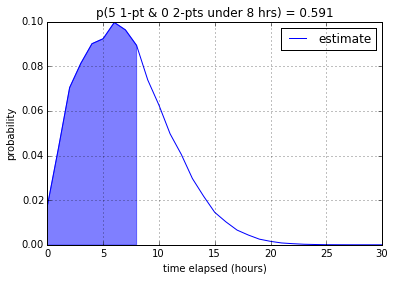 p(5 1-pt & 0 2-pts under 8 hrs) = 0.591
estimate
probability
0.10
0.08
0.06
0.04
0.02
0.00
0 5 10 15 20 25 30
time elapsed (hours)